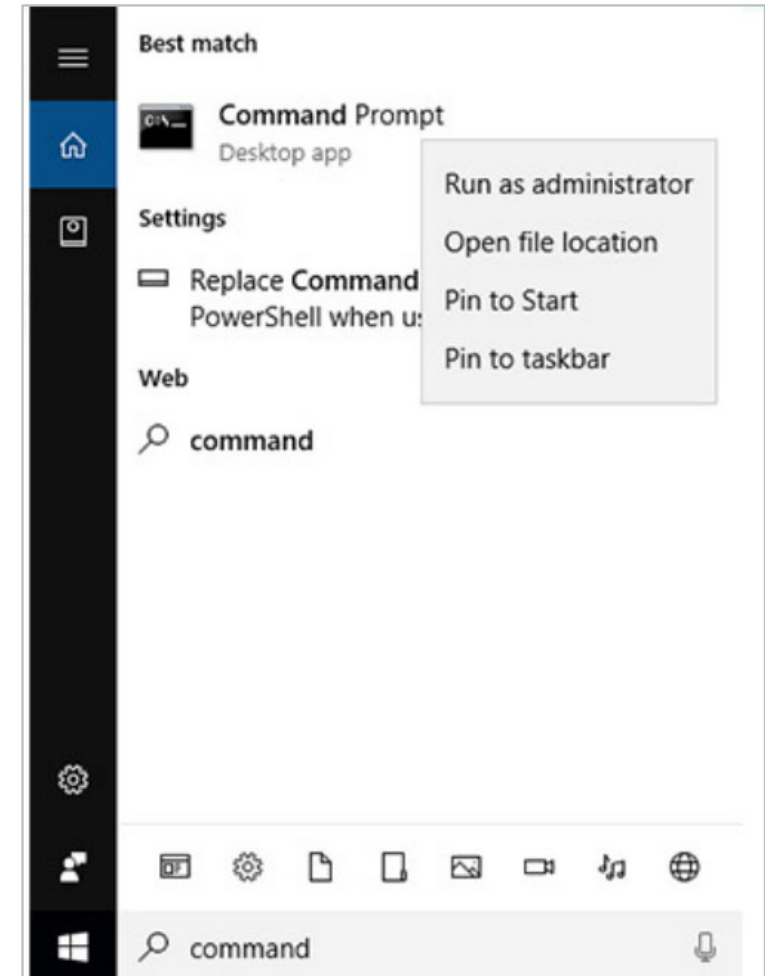 Best match
C:\_
Command Prompt
Desktop app
Run as administrator
Settings
Open file location
Replace Command
Pin to Start
PowerShell when
Pin to taskbar
Web
command
command